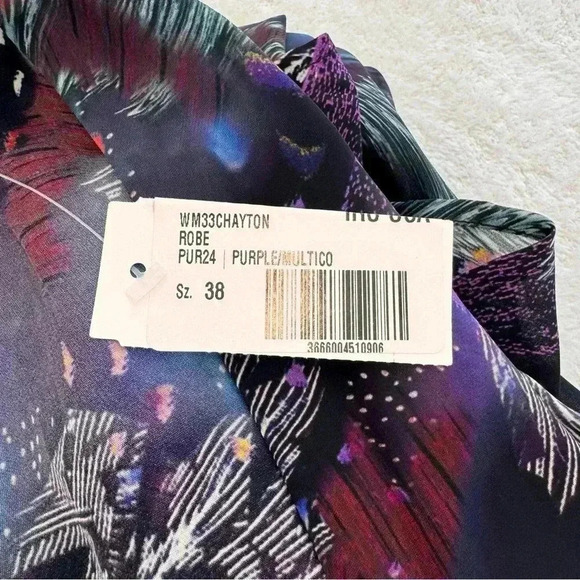 WM33CHAYTON
ROBE
PUR24 | PURPLE/MULTICO
Sz. 38
3666004510906